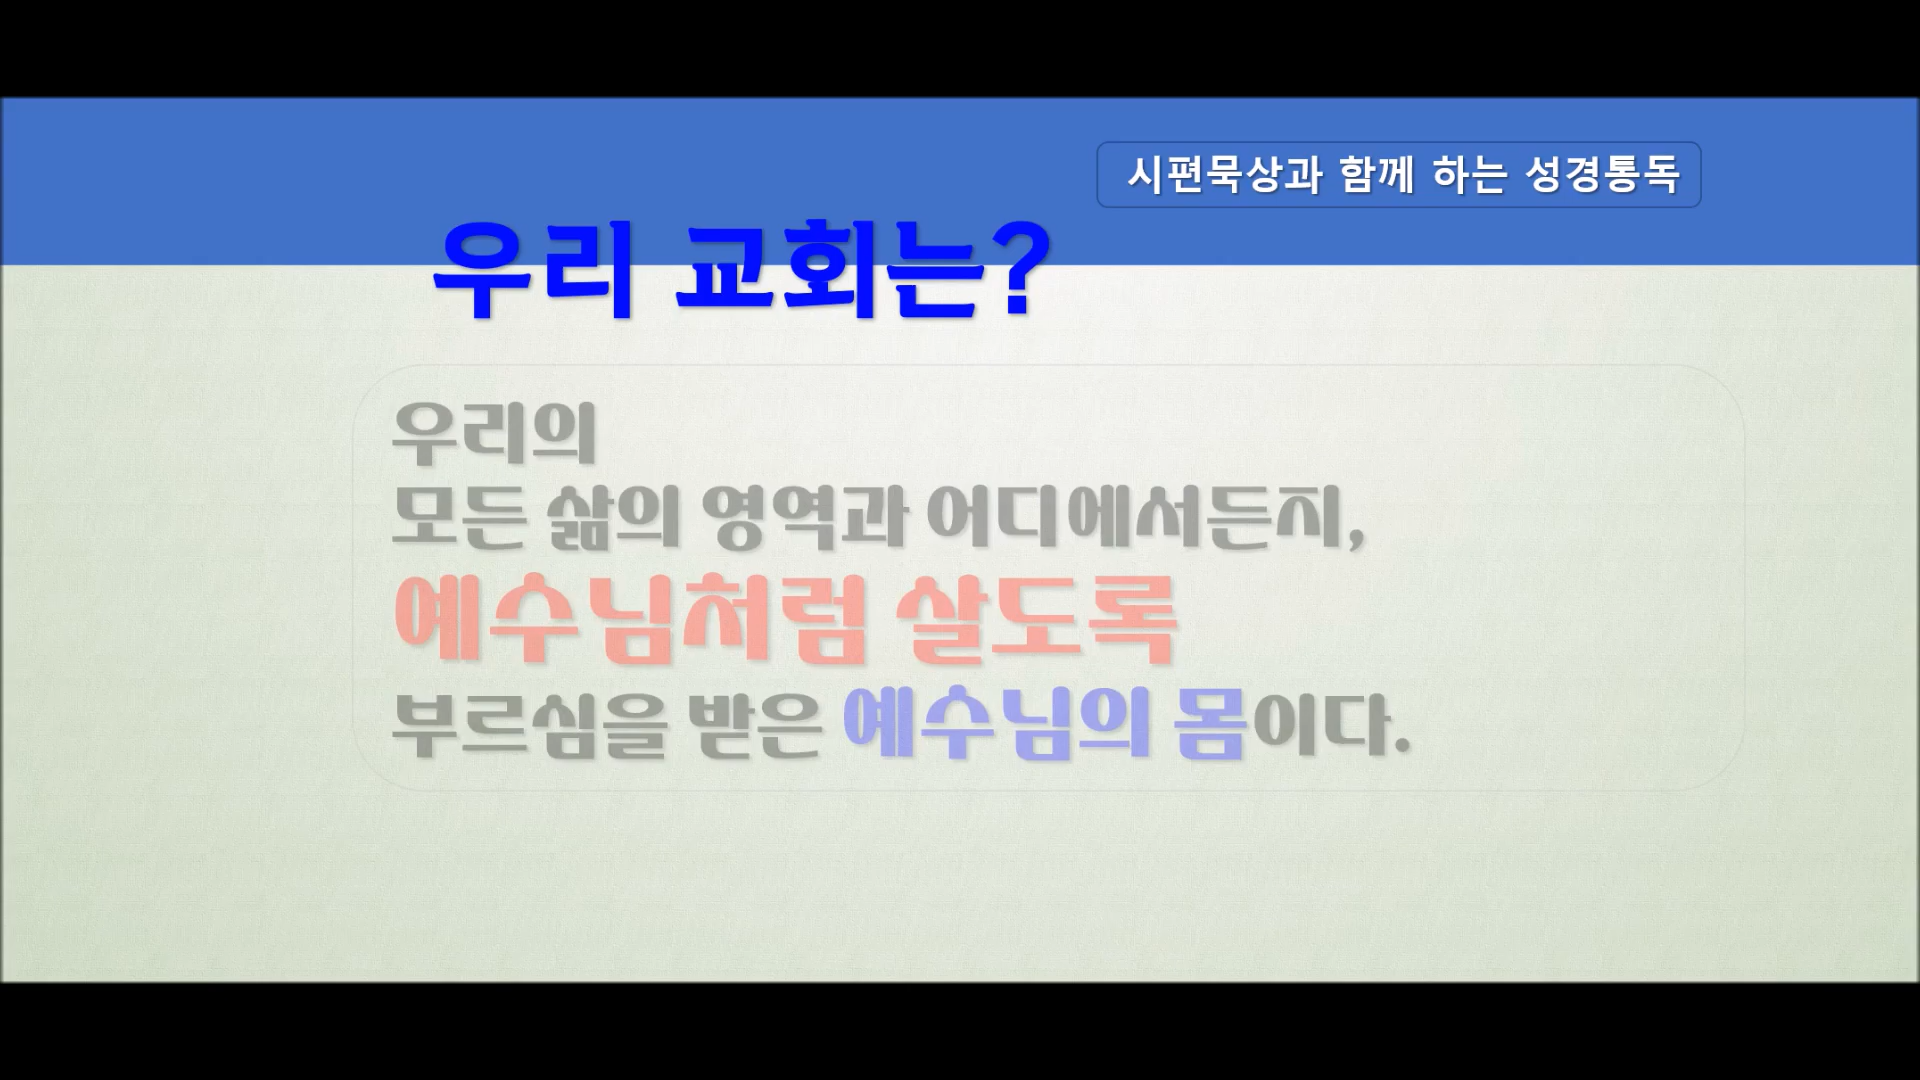 시편묵상과 함께 하는 성경통독
우리 교회는?
우리의
모든 삶의 영역과 어디에서든지,
예수님처럼 살도록
부르심을 받은 예수님의 몸이다.